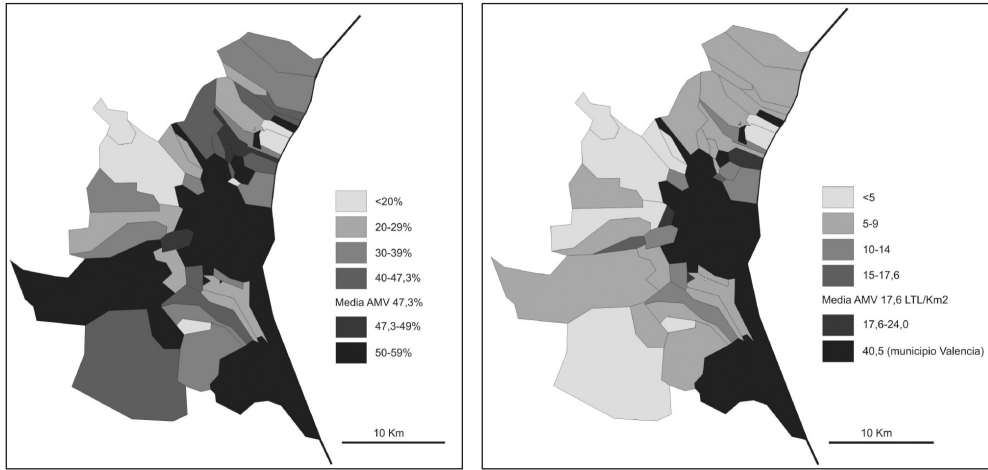 <20%
20-29%
30-39%
40-47,3%
Media AMV 47,3%
47,3-49%
50-59%
10 Km
<5
5-9
10-14
15-17,6
Media AMV 17,6 LTL/Km2
17,6-24,0
40,5 (municipio Valencia)
10 Km